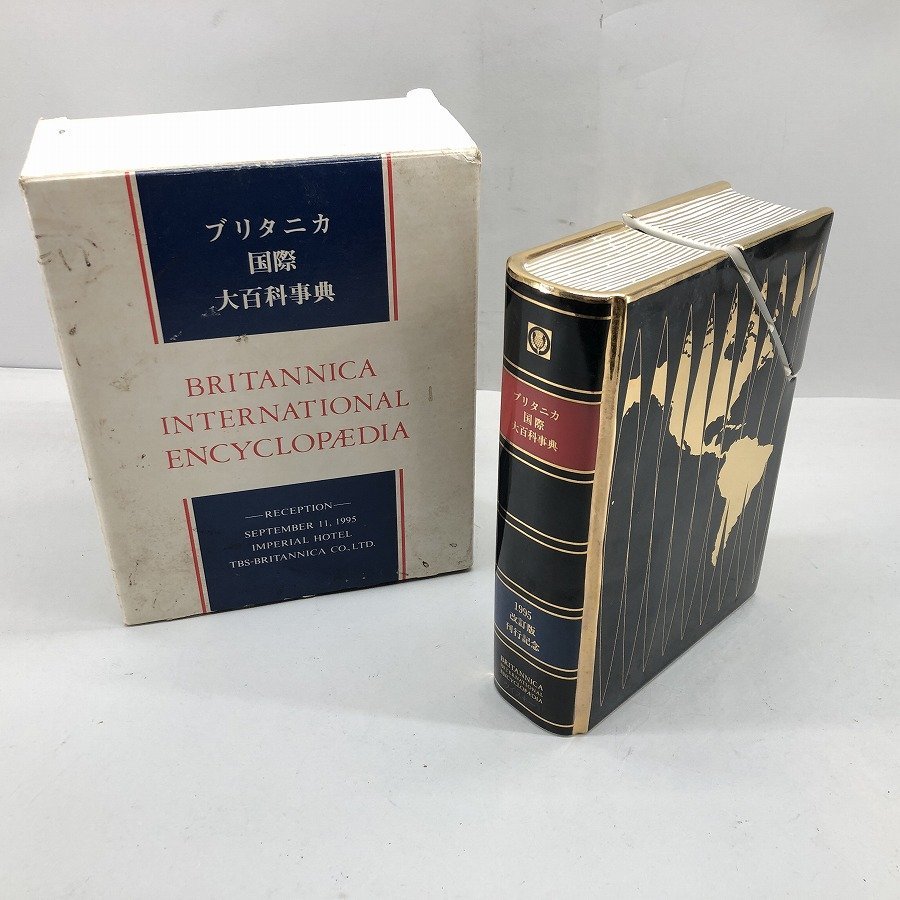 ブリタニカ
国際
大百科事典
BRITANNICA
INTERNATIONAL
ENCYCLOPÆDIA
—RECEPTION—
SEPTEMBER 11, 1995
IMPERIAL HOTEL
TBS-BRITANNICA CO., LTD.
ブリタニカ
国際
大百科事典
1995
改訂版
刊行記念
BRITANNICA
INTERNATIONAL
ENCYCLOPÆDIA